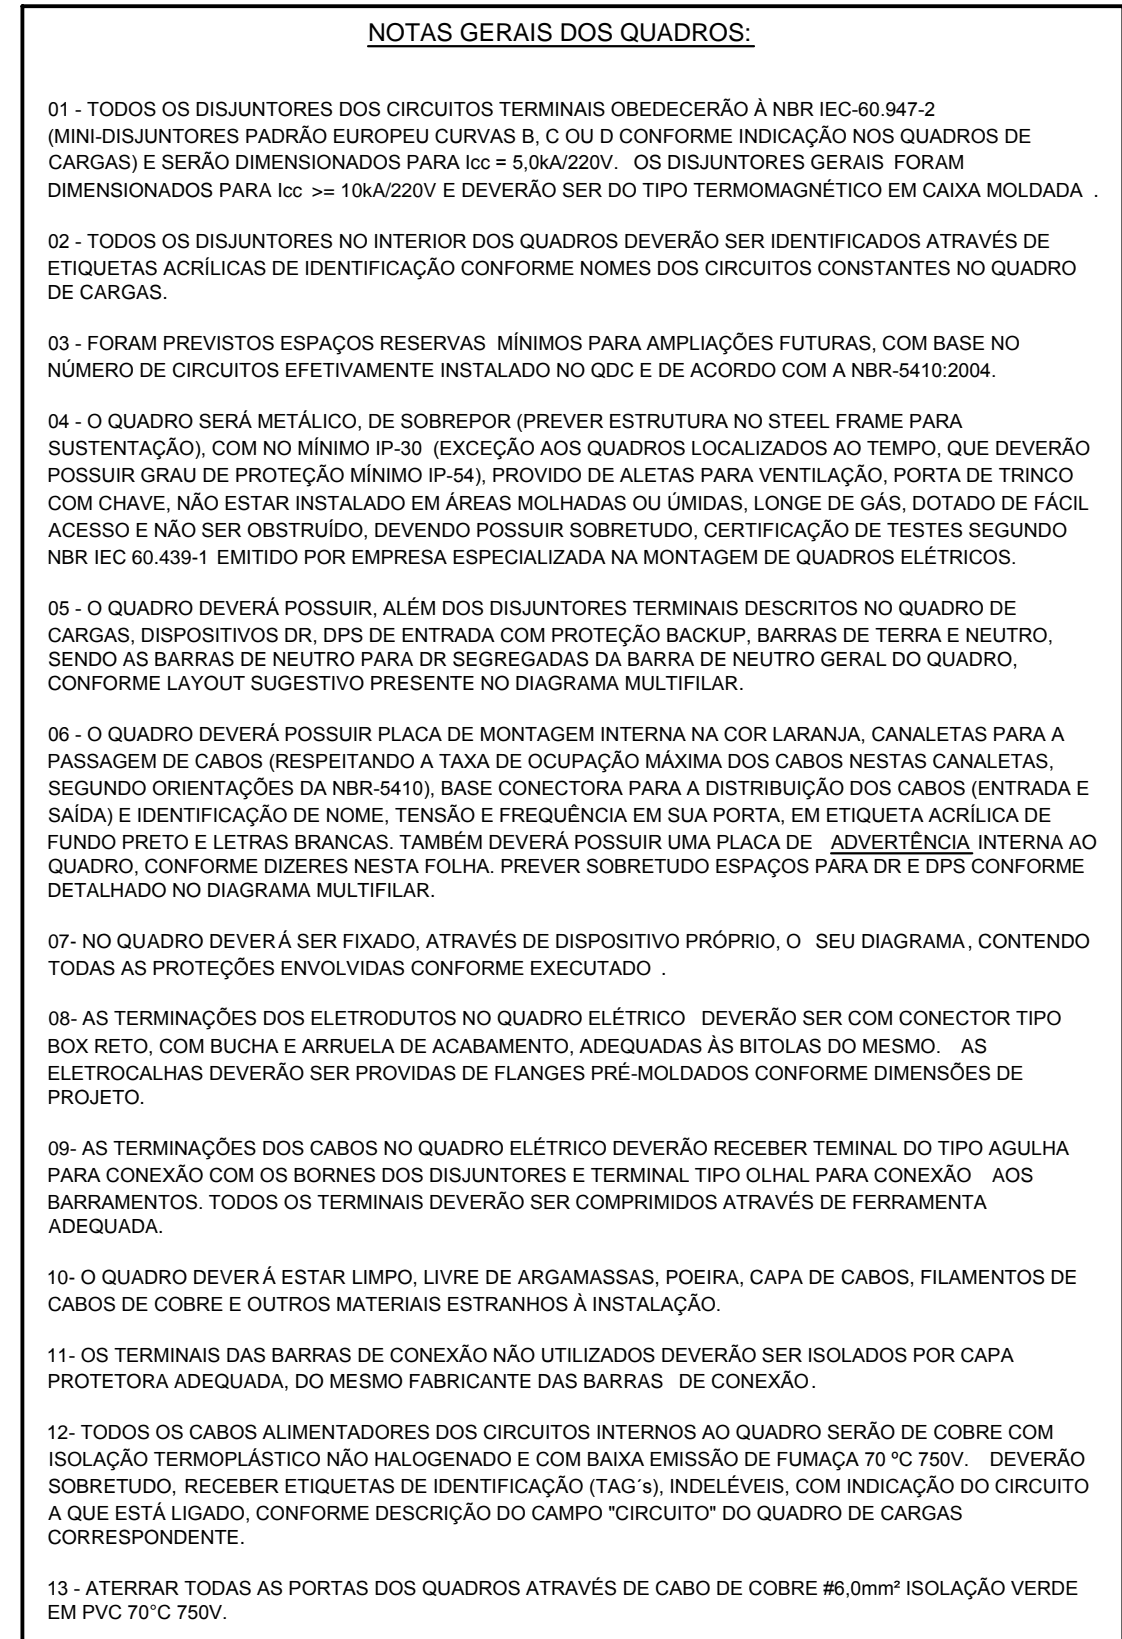 NOTAS GERAIS DOS QUADROS:
01 - TODOS OS DISJUNTORES DOS CIRCUITOS TERMINAIS OBEDECERÃO À NBR IEC-60.947-2
(MINI-DISJUNTORES PADRÃO EUROPEU CURVAS B, C OU D CONFORME INDICAÇÃO NOS QUADROS DE
CARGAS) E SERÃO DIMENSIONADOS PARA Icc = 5,0kA/220V. OS DISJUNTORES GERAIS FORAM
DIMENSIONADOS PARA Icc >= 10kA/220V E DEVERÃO SER DO TIPO TERMOMAGNÉTICO EM CAIXA MOLDADA .
02 - TODOS OS DISJUNTORES NO INTERIOR DOS QUADROS DEVERÃO SER IDENTIFICADOS ATRAVÉS DE
ETIQUETAS ACRÍLICAS DE IDENTIFICAÇÃO CONFORME NOMES DOS CIRCUITOS CONSTANTES NO QUADRO
DE CARGAS.
03 - FORAM PREVISTOS ESPAÇOS RESERVAS MÍNIMOS PARA AMPLIAÇÕES FUTURAS, COM BASE NO
NÚMERO DE CIRCUITOS EFETIVAMENTE INSTALADO NO QDC E DE ACORDO COM A NBR-5410:2004.
04 - O QUADRO SERÁ METÁLICO, DE SOBREPOR (PREVER ESTRUTURA NO STEEL FRAME PARA
SUSTENTAÇÃO), COM NO MÍNIMO IP-30 (EXCEÇÃO AOS QUADROS LOCALIZADOS AO TEMPO, QUE DEVERÃO
POSSUIR GRAU DE PROTEÇÃO MÍNIMO IP-54), PROVIDO DE ALETAS PARA VENTILAÇÃO, PORTA DE TRINCO
COM CHAVE, NÃO ESTAR INSTALADO EM ÁREAS MOLHADAS OU ÚMIDAS, LONGE DE GÁS, DOTADO DE FÁCIL
ACESSO E NÃO SER OBSTRUÍDO, DEVENDO POSSUIR SOBRETUDO, CERTIFICAÇÃO DE TESTES SEGUNDO
NBR IEC 60.439-1 EMITIDO POR EMPRESA ESPECIALIZADA NA MONTAGEM DE QUADROS ELÉTRICOS.
05 - O QUADRO DEVERÁ POSSUIR, ALÉM DOS DISJUNTORES TERMINAIS DESCRITOS NO QUADRO DE
CARGAS, DISPOSITIVOS DR, DPS DE ENTRADA COM PROTEÇÃO BACKUP, BARRAS DE TERRA E NEUTRO,
SENDO AS BARRAS DE NEUTRO PARA DR SEGREGADAS DA BARRA DE NEUTRO GERAL DO QUADRO,
CONFORME LAYOUT SUGESTIVO PRESENTE NO DIAGRAMA MULTIFILAR.
06 - O QUADRO DEVERÁ POSSUIR PLACA DE MONTAGEM INTERNA NA COR LARANJA, CANALETAS PARA A
PASSAGEM DE CABOS (RESPEITANDO A TAXA DE OCUPAÇÃO MÁXIMA DOS CABOS NESTAS CANALETAS,
SEGUNDO ORIENTAÇÕES DA NBR-5410), BASE CONECTORA PARA A DISTRIBUIÇÃO DOS CABOS (ENTRADA E
SAÍDA) E IDENTIFICAÇÃO DE NOME, TENSÃO E FREQUÊNCIA EM SUA PORTA, EM ETIQUETA ACRÍLICA DE
FUNDO PRETO E LETRAS BRANCAS. TAMBÉM DEVERÁ POSSUIR UMA PLACA DE ADVERTÊNCIA INTERNA AO
QUADRO, CONFORME DIZERES NESTA FOLHA. PREVER SOBRETUDO ESPAÇOS PARA DR E DPS CONFORME
DETALHADO NO DIAGRAMA MULTIFILAR.
07- NO QUADRO DEVERÁ SER FIXADO, ATRAVÉS DE DISPOSITIVO PRÓPRIO, O SEU DIAGRAMA, CONTENDO
TODAS AS PROTEÇÕES ENVOLVIDAS CONFORME EXECUTADO .
08- AS TERMINAÇÕES DOS ELETRODUTOS NO QUADRO ELÉTRICO DEVERÃO SER COM CONECTOR TIPO
BOX RETO, COM BUCHA E ARRUELA DE ACABAMENTO, ADEQUADAS ÀS BITOLAS DO MESMO. AS
ELETROCALHAS DEVERÃO SER PROVIDAS DE FLANGES PRÉ-MOLDADOS CONFORME DIMENSÕES DE
PROJETO.
09- AS TERMINAÇÕES DOS CABOS NO QUADRO ELÉTRICO DEVERÃO RECEBER TEMINAL DO TIPO AGULHA
PARA CONEXÃO COM OS BORNES DOS DISJUNTORES E TERMINAL TIPO OLHAL PARA CONEXÃO AOS
BARRAMENTOS. TODOS OS TERMINAIS DEVERÃO SER COMPRIMIDOS ATRAVÉS DE FERRAMENTA
ADEQUADA.
10- O QUADRO DEVERÁ ESTAR LIMPO, LIVRE DE ARGAMASSAS, POEIRA, CAPA DE CABOS, FILAMENTOS DE
CABOS DE COBRE E OUTROS MATERIAIS ESTRANHOS À INSTALAÇÃO.
11- OS TERMINAIS DAS BARRAS DE CONEXÃO NÃO UTILIZADOS DEVERÃO SER ISOLADOS POR CAPA
PROTETORA ADEQUADA, DO MESMO FABRICANTE DAS BARRAS DE CONEXÃO.
12- TODOS OS CABOS ALIMENTADORES DOS CIRCUITOS INTERNOS AO QUADRO SERÃO DE COBRE COM
ISOLAÇÃO TERMOPLÁSTICO NÃO HALOGENADO E COM BAIXA EMISSÃO DE FUMAÇA 70 ºC 750V. DEVERÃO
SOBRETUDO, RECEBER ETIQUETAS DE IDENTIFICAÇÃO (TAG´s), INDELÉVEIS, COM INDICAÇÃO DO CIRCUITO
A QUE ESTÁ LIGADO, CONFORME DESCRIÇÃO DO CAMPO "CIRCUITO" DO QUADRO DE CARGAS
CORRESPONDENTE.
13 - ATERRAR TODAS AS PORTAS DOS QUADROS ATRAVÉS DE CABO DE COBRE #6,0mm² ISOLAÇÃO VERDE
EM PVC 70°C 750V.